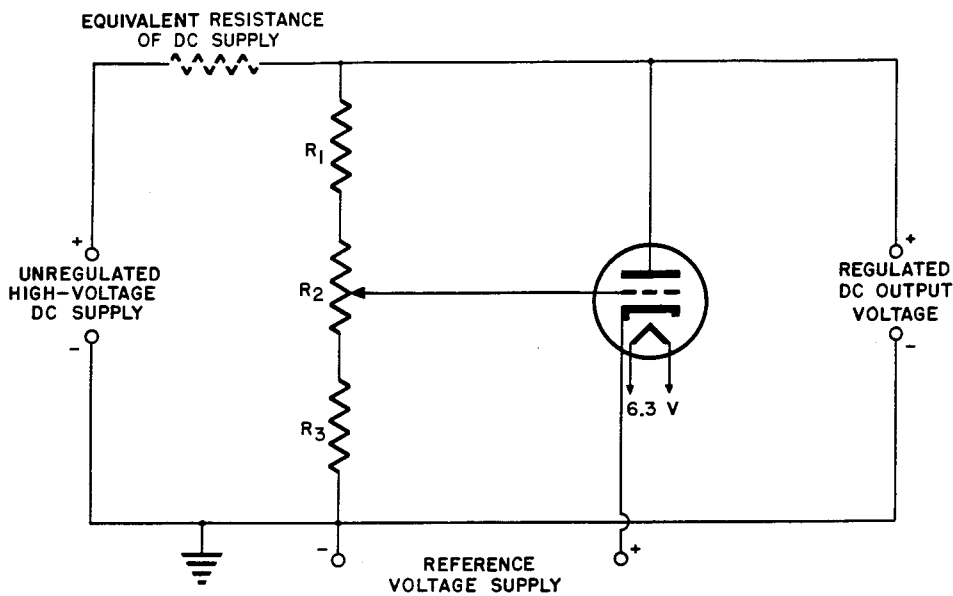 EQUIVALENT RESISTANCE
OF DC SUPPLY
R1
+
UNREGULATED
HIGH-VOLTAGE
DC SUPPLY
-
R2
+
REGULATED
DC OUTPUT
VOLTAGE
-
6.3 V
R3
-
REFERENCE
VOLTAGE SUPPLY
+